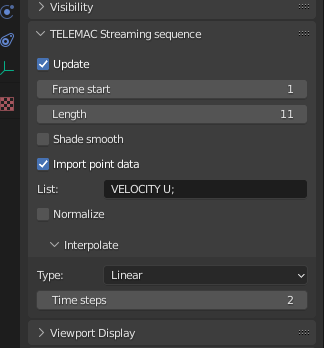 Visibility
TELEMAC Streaming sequence
Update
Frame start 1
Length 11
Shade smooth
Import point data
List: VELOCITY U;
Normalize
Interpolate
Type: Linear
Time steps 2
Viewport Display